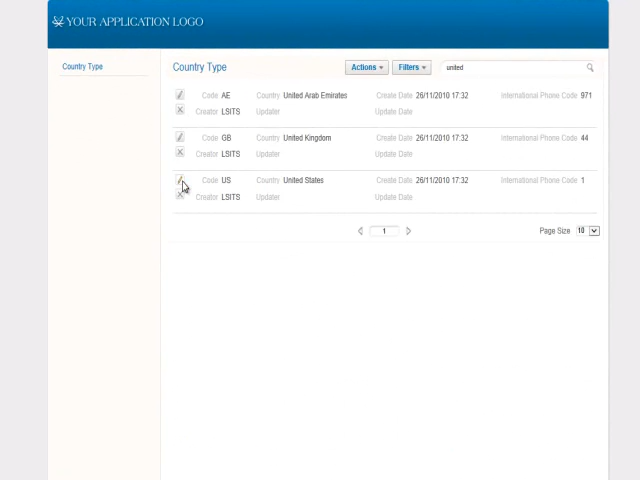 YOUR APPLICATION LOGO
Country Type
Country Type Actions Filters united
Code AE Country United Arab Emirates Create Date 26/11/2010 17:32 International Phone Code 971
Creator LSITS Updater Update Date
Code GB Country United Kingdom Create Date 26/11/2010 17:32 International Phone Code 44
Creator LSITS Updater Update Date
Code US Country United States Create Date 26/11/2010 17:32 International Phone Code 1
Creator LSITS Updater Update Date
1 Page Size 10